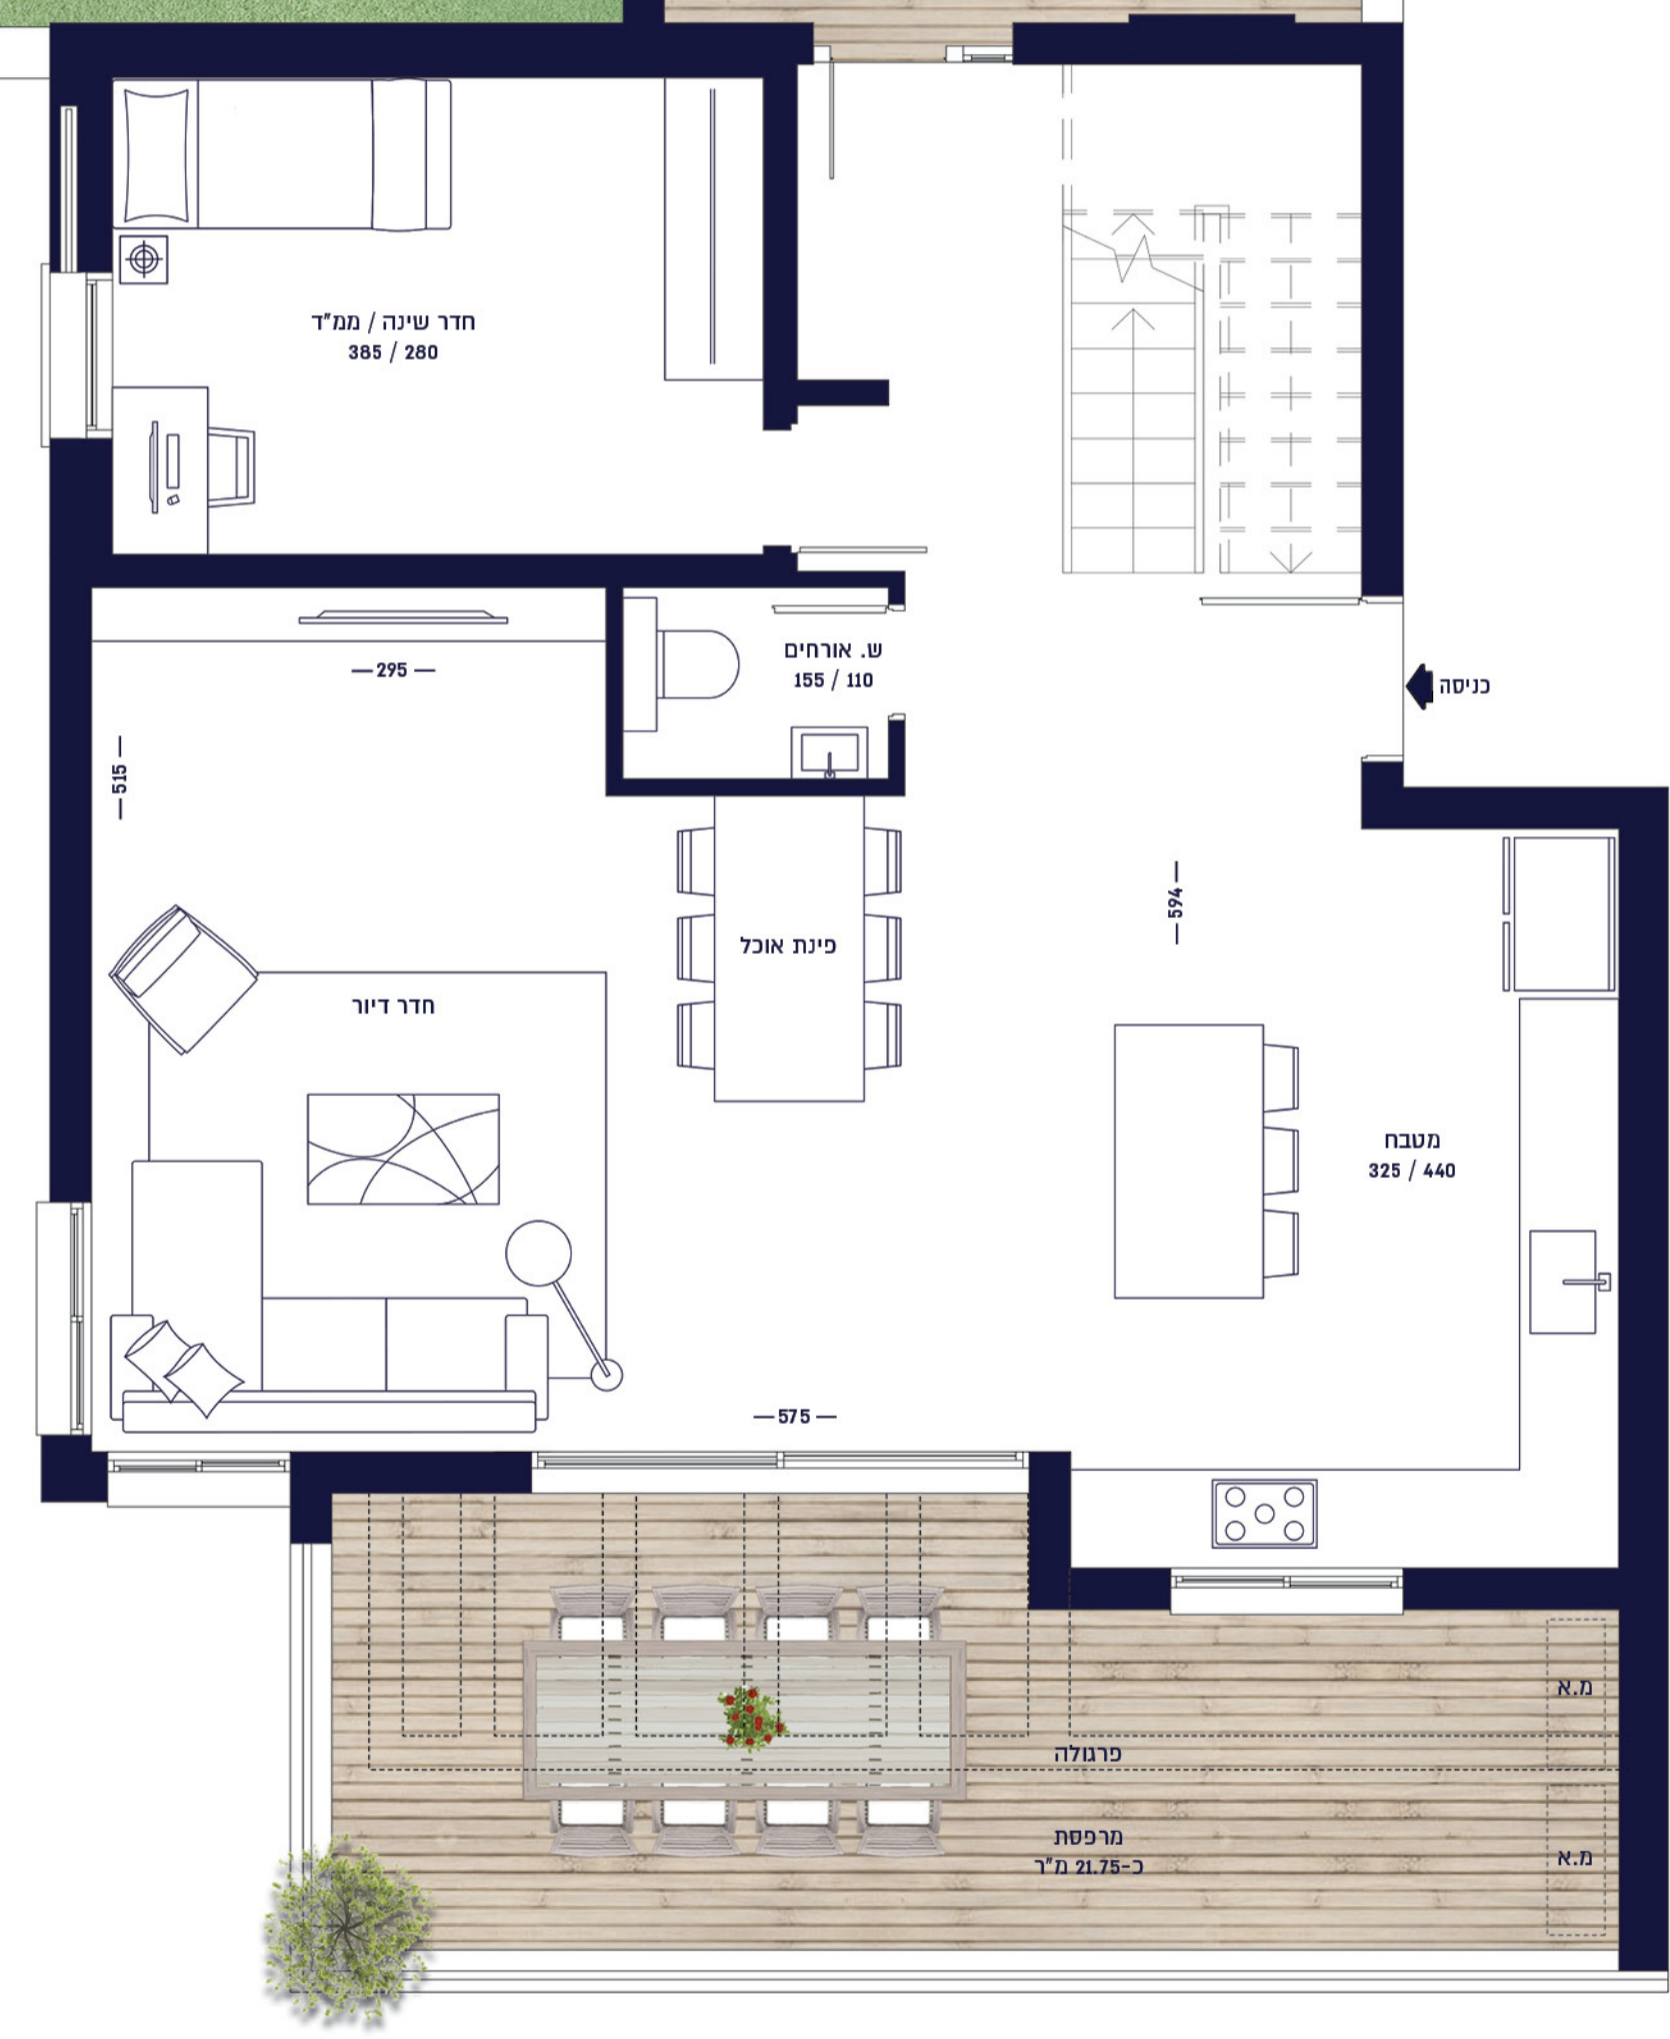 חדר שינה / ממ"ד
385 / 280
ש. אורחים
155 / 110
295
כניסה
515
594
פינת אוכל
חדר דיור
מטבח
325 / 440
575
מ.א
פרגולה
מרפסת
כ-21.75 מ"ר
מ.א